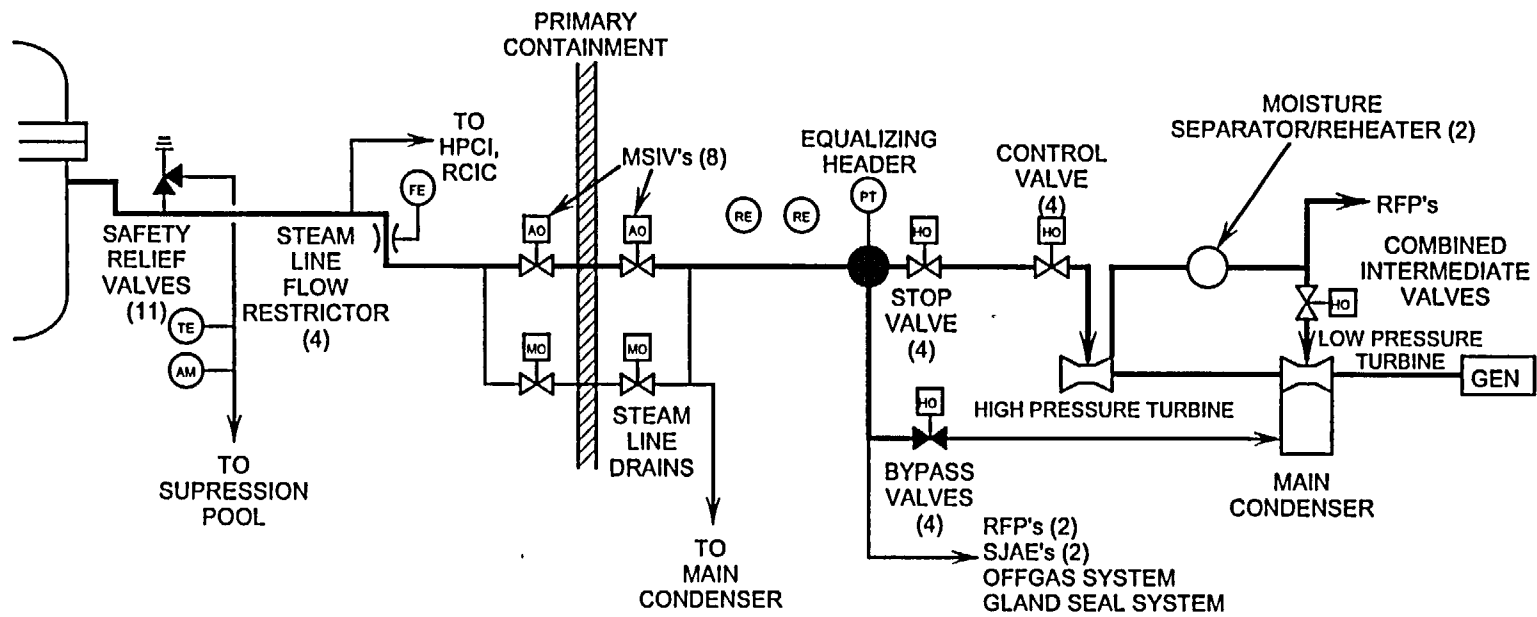 PRIMARY
CONTAINMENT
TO
HPCI,
RCIC
FE
MSIV's (8)
AO
AO
SAFETY
RELIEF
VALVES
(11)
STEAM
LINE
FLOW
RESTRICTOR
(4)
TE
AM
TO
SUPRESSION
POOL
MO
MO
STEAM
LINE
DRAINS
TO
MAIN
CONDENSER
RE
RE
EQUALIZING
HEADER
PT
HO
STOP
VALVE
(4)
CONTROL
VALVE
(4)
HO
MOISTURE
SEPARATOR/REHEATER (2)
RFP's
COMBINED
INTERMEDIATE
VALVES
HO
LOW PRESSURE
TURBINE
GEN
HIGH PRESSURE TURBINE
HO
BYPASS
VALVES
(4)
MAIN
CONDENSER
RFP's (2)
SJAE's (2)
OFFGAS SYSTEM
GLAND SEAL SYSTEM